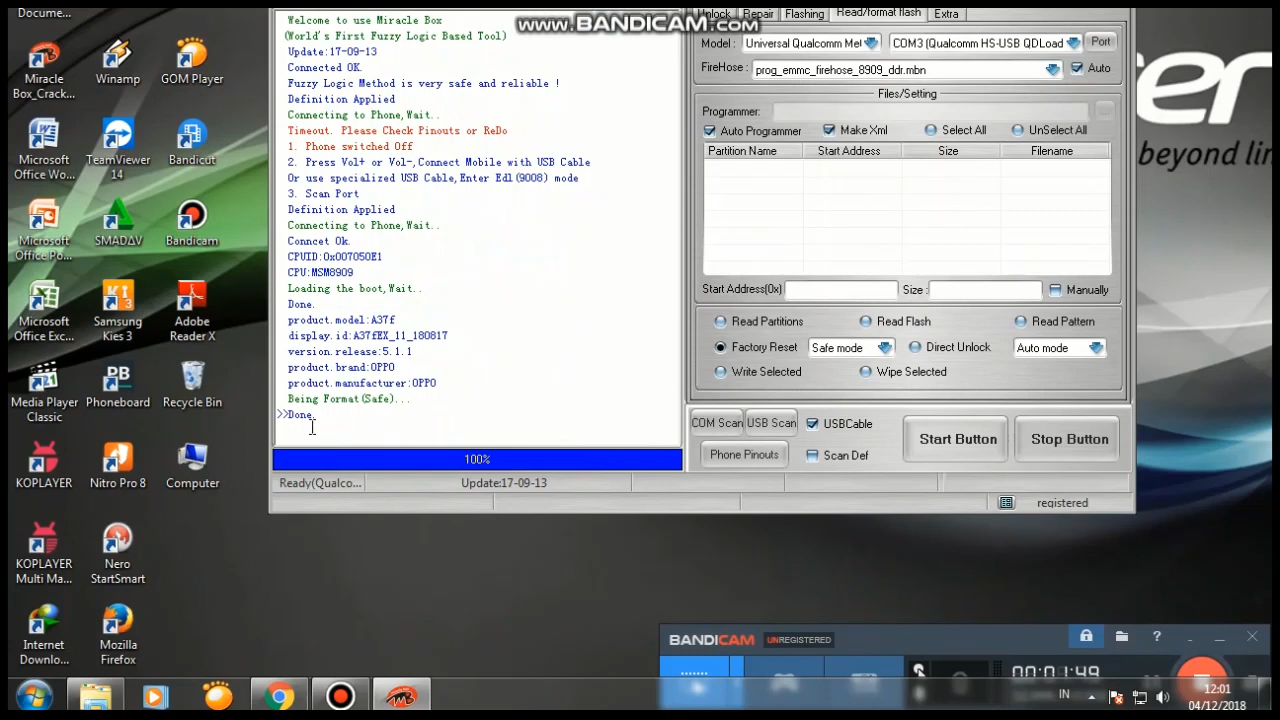 www.BANDICAM.com
Docume...
Miracle
Box_Crack...
Winamp
GOM Player
Microsoft
Office Wo...
TeamViewer
14
Bandicut
Microsoft
Office Po...
SMADΔV
Bandicam
Microsoft
Office Exc...
Samsung
Kies 3
Adobe
Reader X
Media Player
Classic
Phoneboard
Recycle Bin
KOPLAYER
Nitro Pro 8
Computer
KOPLAYER
Multi Ma...
Nero
StartSmart
Internet
Downlo...
Mozilla
Firefox
Welcome to use Miracle Box
(World's First Fuzzy Logic Based Tool)
Update:17-09-13
Connected OK.
Fuzzy Logic Method is very safe and reliable !
Definition Applied
Connecting to Phone,Wait..
Timeout. Please Check Pinouts or ReDo
1. Phone switched Off
2. Press Vol+ or Vol-,Connect Mobile with USB Cable
Or use specialized USB Cable,Enter Edl(9008) mode
3. Scan Port
Definition Applied
Connecting to Phone,Wait..
Conncet Ok.
CPUID:0x007050E1
CPU:MSM8909
Loading the boot,Wait..
Done.
product.model:A37f
display.id:A37fEX_11_180817
version.release:5.1.1
product.brand:OPPO
product.manufacturer:OPPO
Being Format(Safe)...
>>Done.
100%
Ready(Qualco...
Update:17-09-13
registered
Unlock Repair Flashing Read/format flash Extra
Model : Universal Qualcomm Met COM3 (Qualcomm HS-USB QDLoad Port
FireHose : prog_emmc_firehose_8909_ddr.mbn Auto
Files/Setting
Programmer:
Auto Programmer Make Xml Select All UnSelect All
Partition Name Start Address Size Filename
Start Address(0x) Size : Manually
Read Partitions Read Flash Read Pattern
Factory Reset Safe mode Direct Unlock Auto mode
Write Selected Wipe Selected
COM Scan USB Scan USBCable Start Button Stop Button
Phone Pinouts Scan Def
er
beyond lim
BANDICAM UNREGISTERED
00:01:49
IN
12:01
04/12/2018